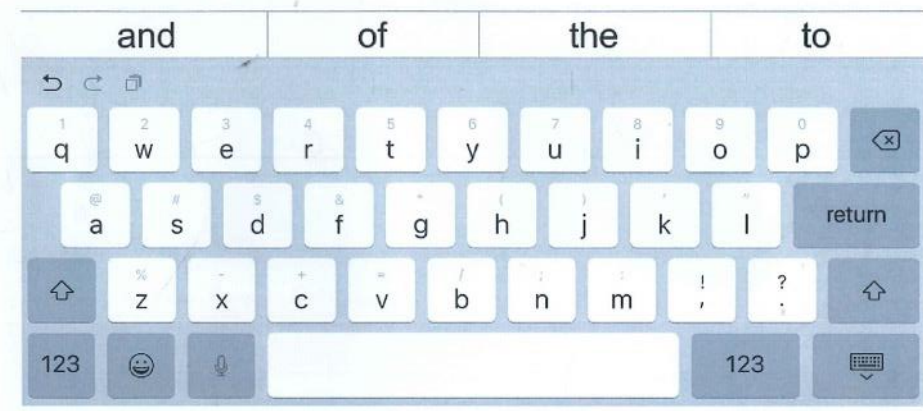 and of the to
1 2 3 4 5 6 7 8 9 0
q w e r t y u i o p
@ # $ & * ( ) ' "
a s d f g h j k l return
% - + = / ; : ! ?
z x c v b n m , .
123 123